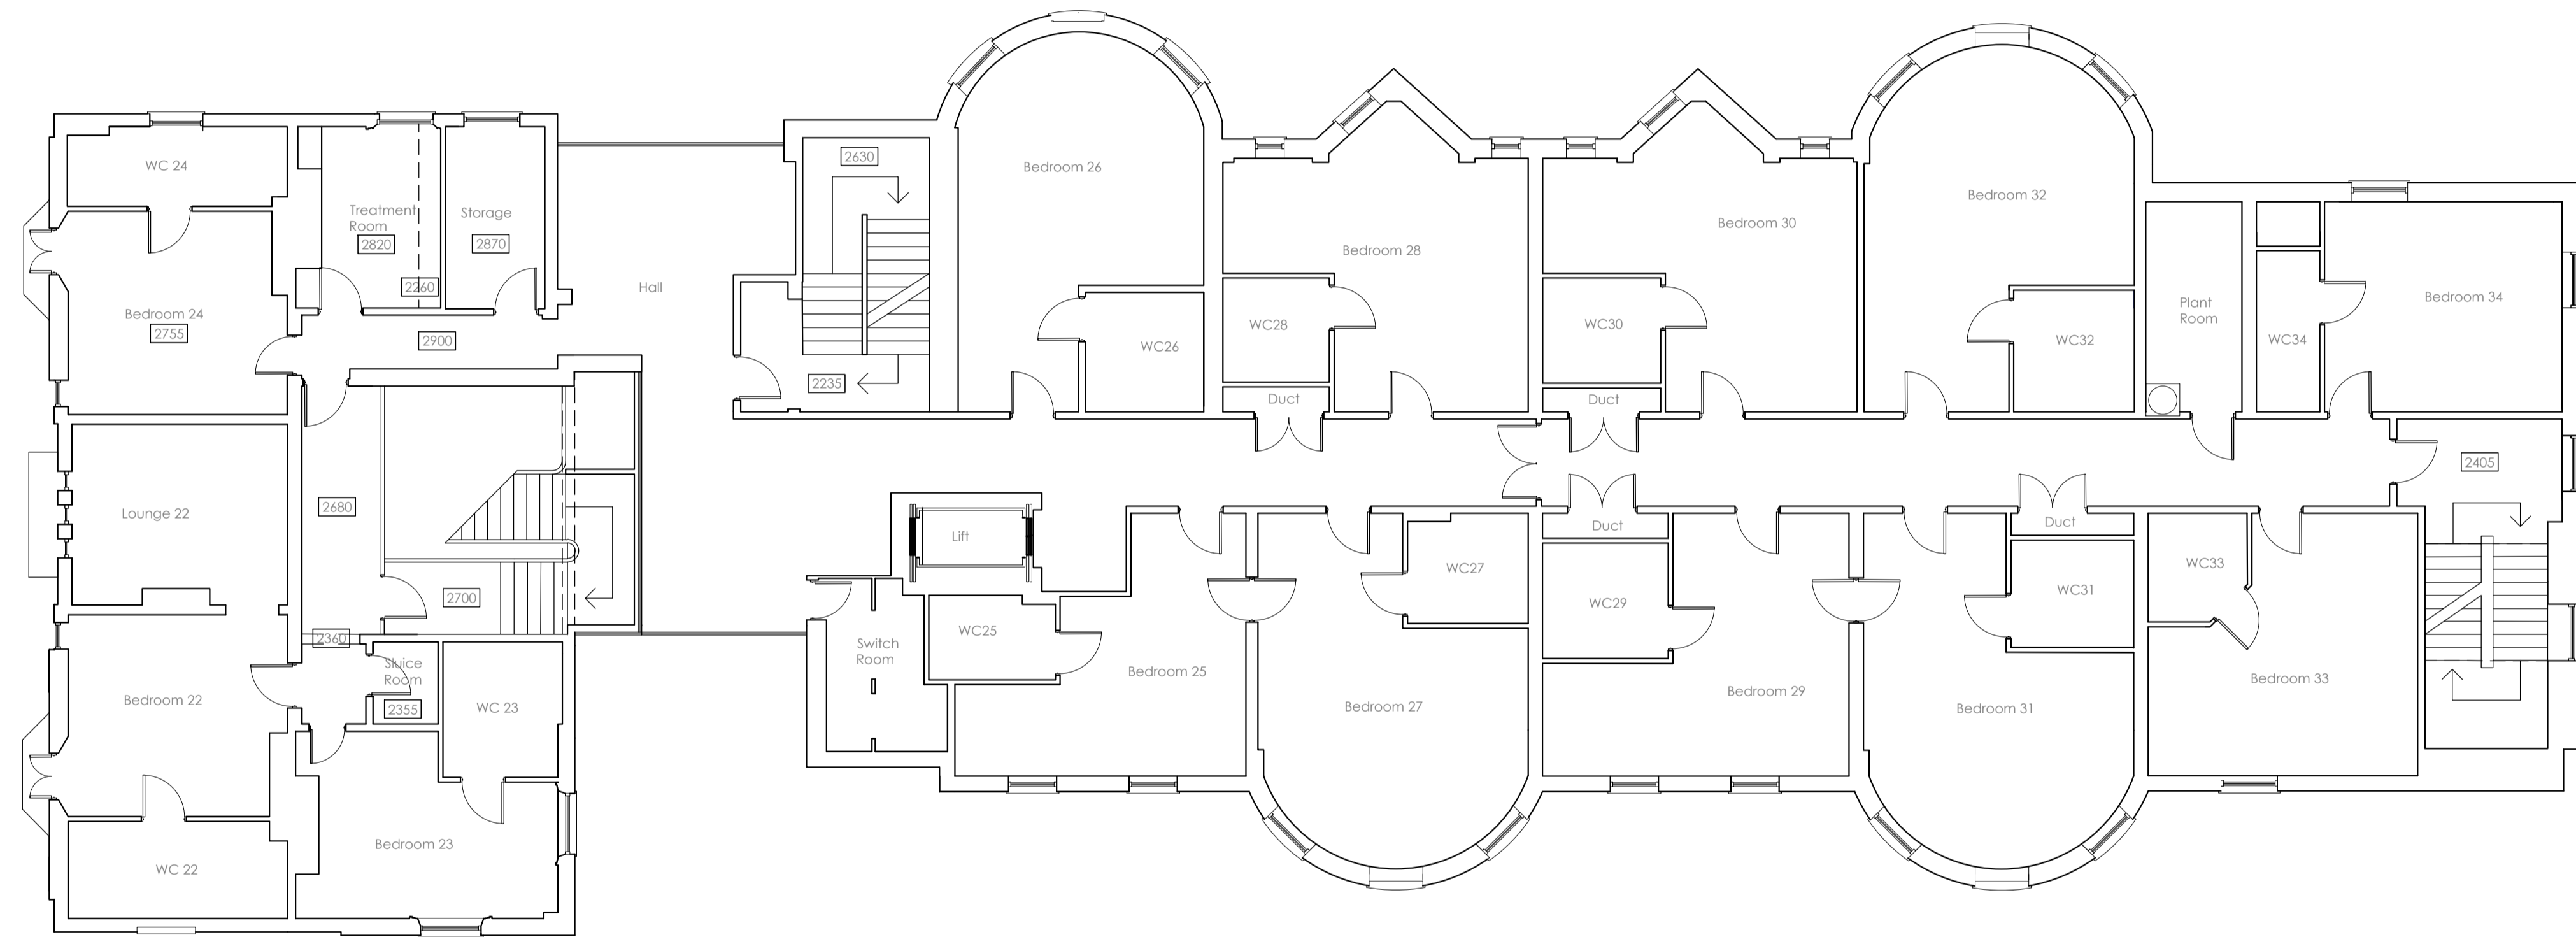 WC 24
Treatment
Room
2820
2260
Storage
2870
Bedroom 24
2755
2900
Hall
2630
2235
Bedroom 26
WC26
Bedroom 28
WC28
Duct
Bedroom 30
WC30
Duct
Bedroom 32
WC32
Plant
Room
WC34
Bedroom 34
2405
Lounge 22
2680
2700
2360
Sluice
Room
2355
WC 23
Bedroom 22
WC 22
Bedroom 23
Lift
Switch
Room
WC25
Bedroom 25
WC27
Bedroom 27
Duct
WC29
Bedroom 29
Duct
WC31
Bedroom 31
WC33
Bedroom 33